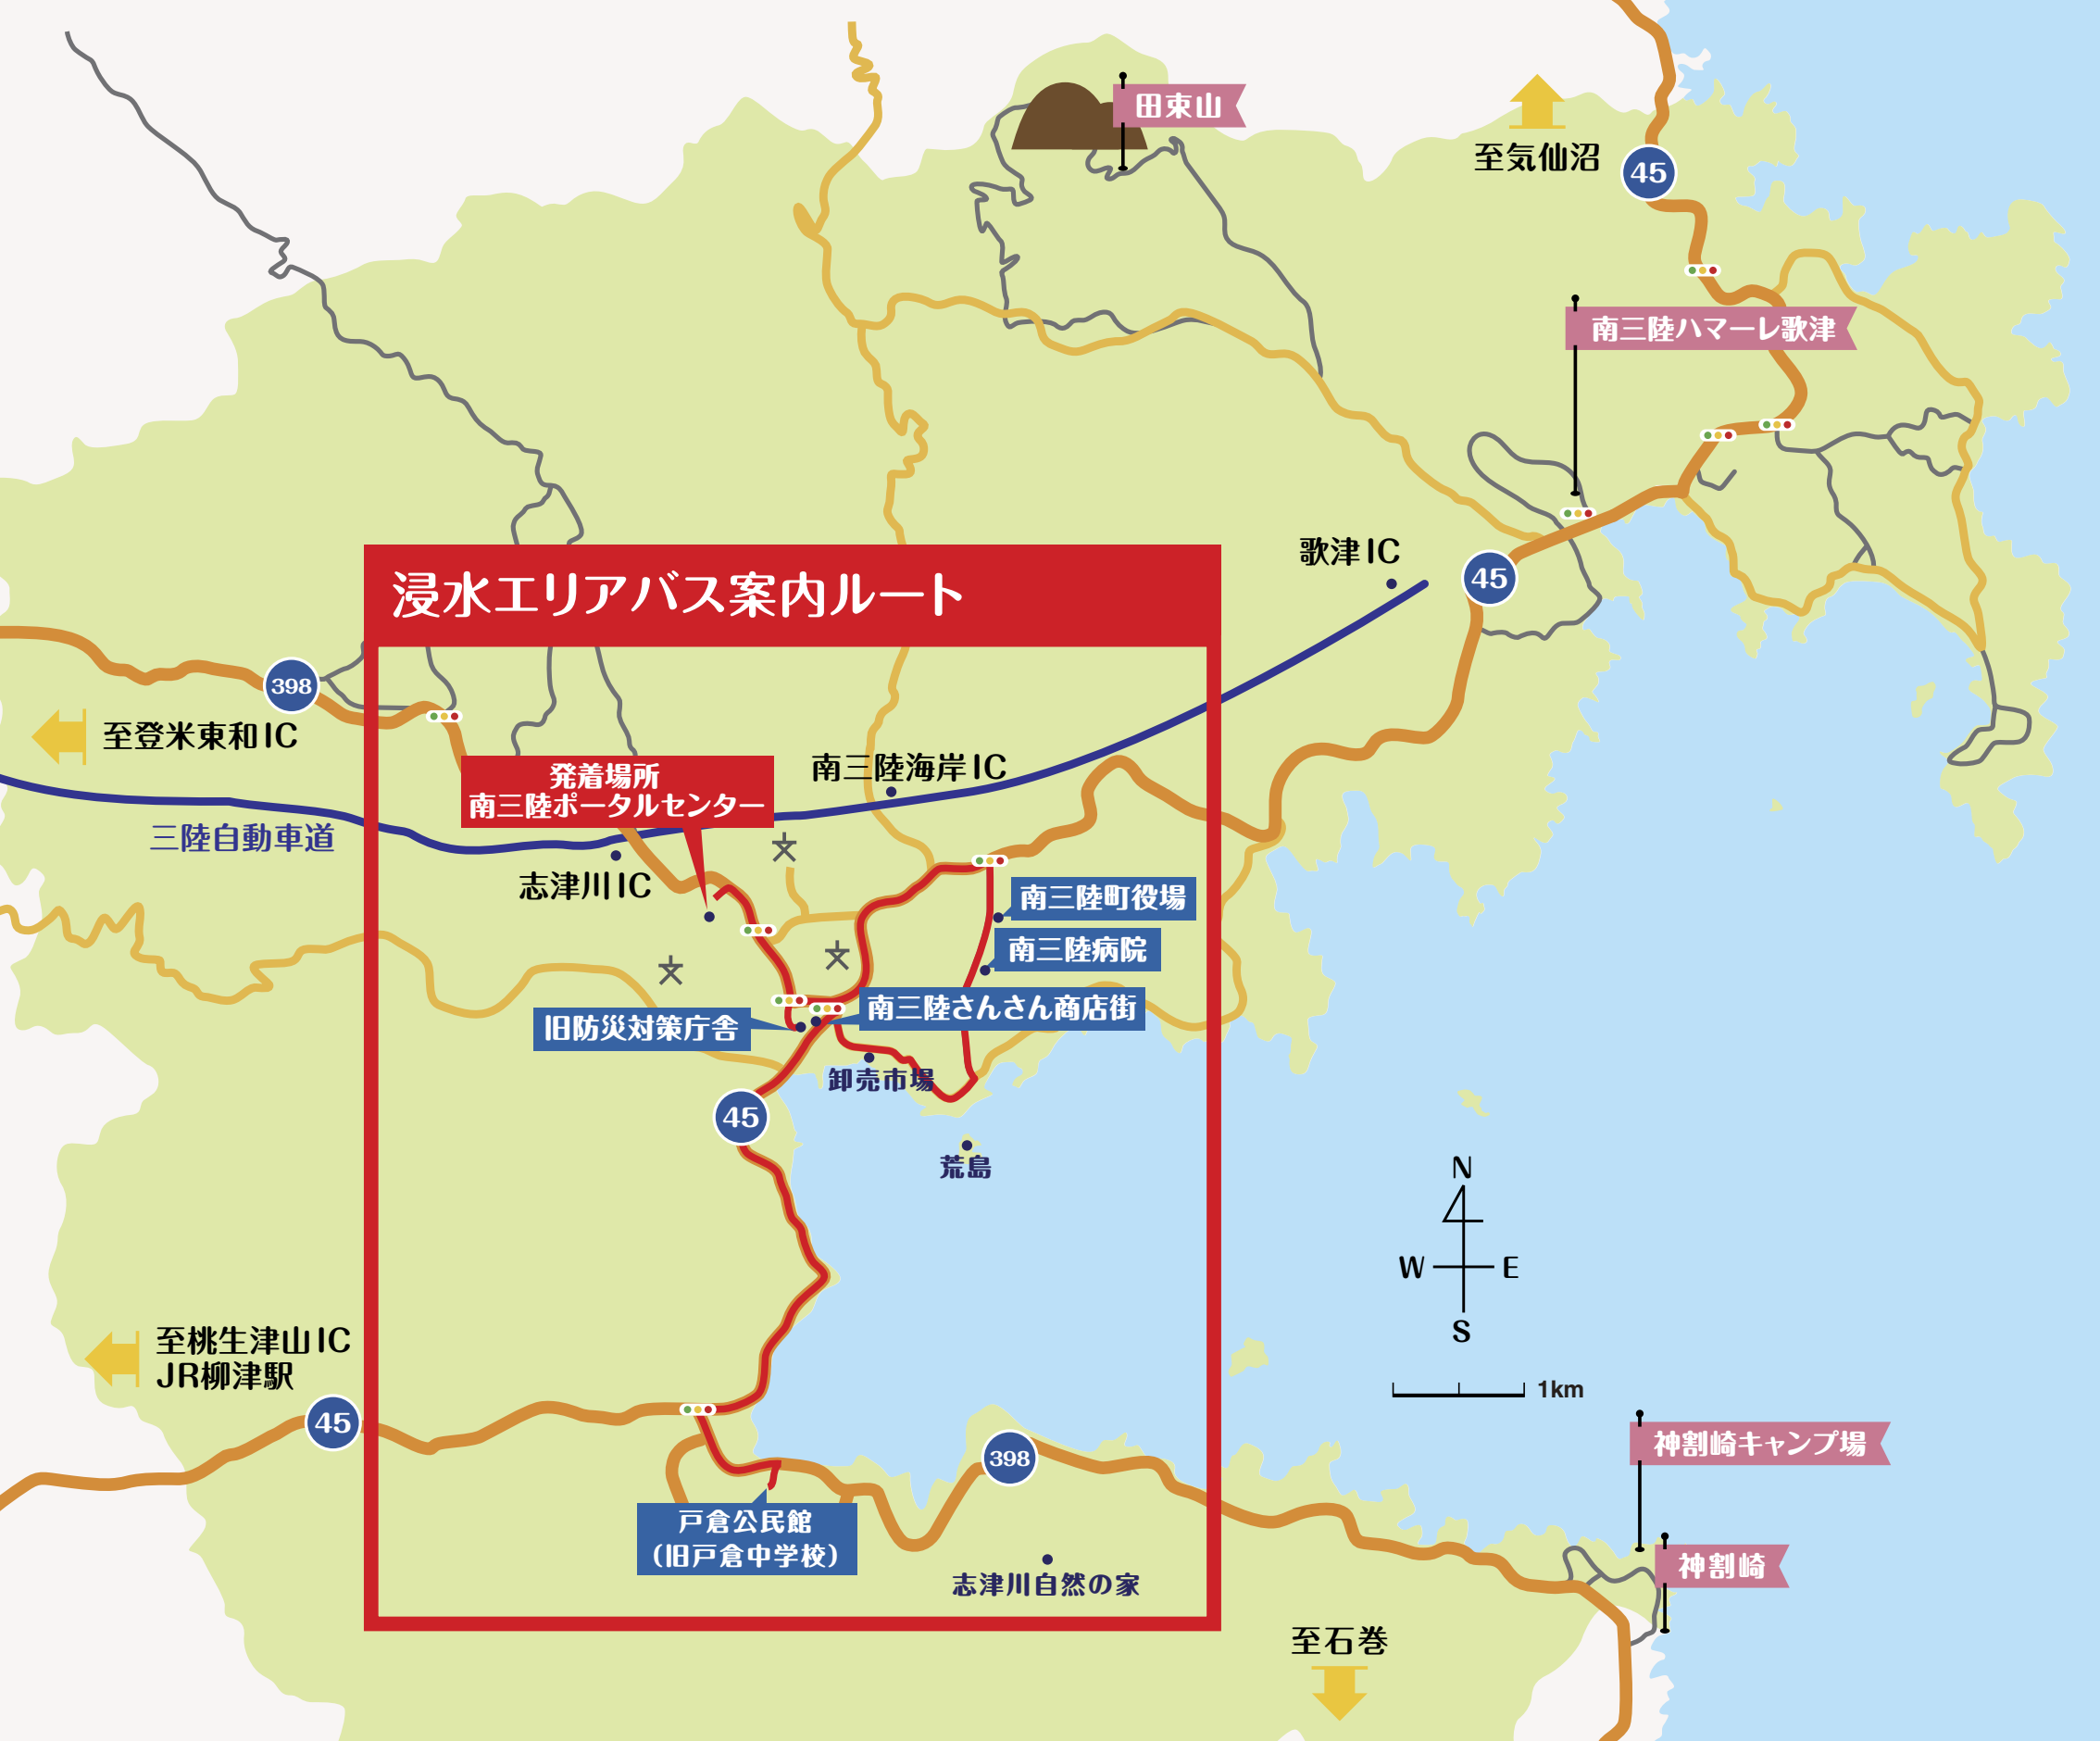 田束山
至気仙沼
45
南三陸ハマーレ歌津
歌津IC
45
浸水エリアバス案内ルート
398
至登米東和IC
三陸自動車道
発着場所
南三陸ポータルセンター
南三陸海岸IC
志津川IC
南三陸町役場
南三陸病院
南三陸さんさん商店街
旧防災対策庁舎
卸売市場
45
荒島
N
W E
S
1km
至桃生津山IC
JR柳津駅
45
398
神割崎キャンプ場
戸倉公民館
(旧戸倉中学校)
志津川自然の家
神割崎
至石巻